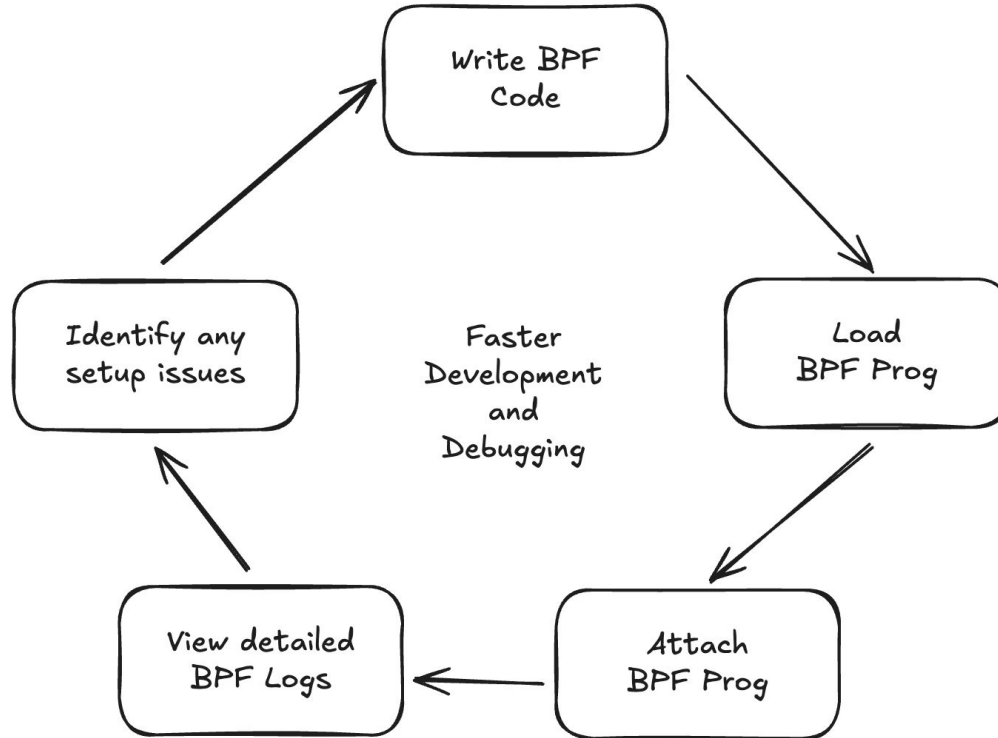 Write BPF
Code
Load
BPF Prog
Attach
BPF Prog
View detailed
BPF Logs
Identify any
setup issues
Faster
Development
and
Debugging